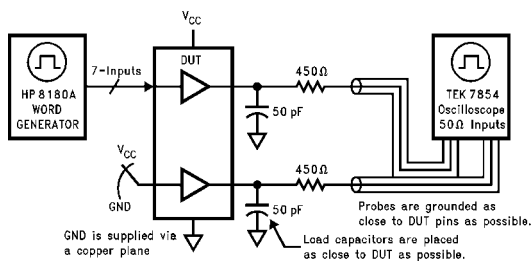 V_CC
HP 8180A
WORD
GENERATOR
7-Inputs
DUT
450Ω
50 pF
TEK 7854
Oscilloscope
50Ω Inputs
V_CC
GND
450Ω
50 pF
GND is supplied via
a copper plane
Probes are grounded as
close to DUT pins as possible.
Load capacitors are placed
as close to DUT as possible.